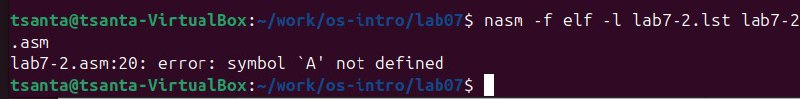 tsanta@tsanta-VirtualBox:~/work/os-intro/lab07$ nasm -f elf -l lab7-2.lst lab7-2
.asm
lab7-2.asm:20: error: symbol `A' not defined
tsanta@tsanta-VirtualBox:~/work/os-intro/lab07$